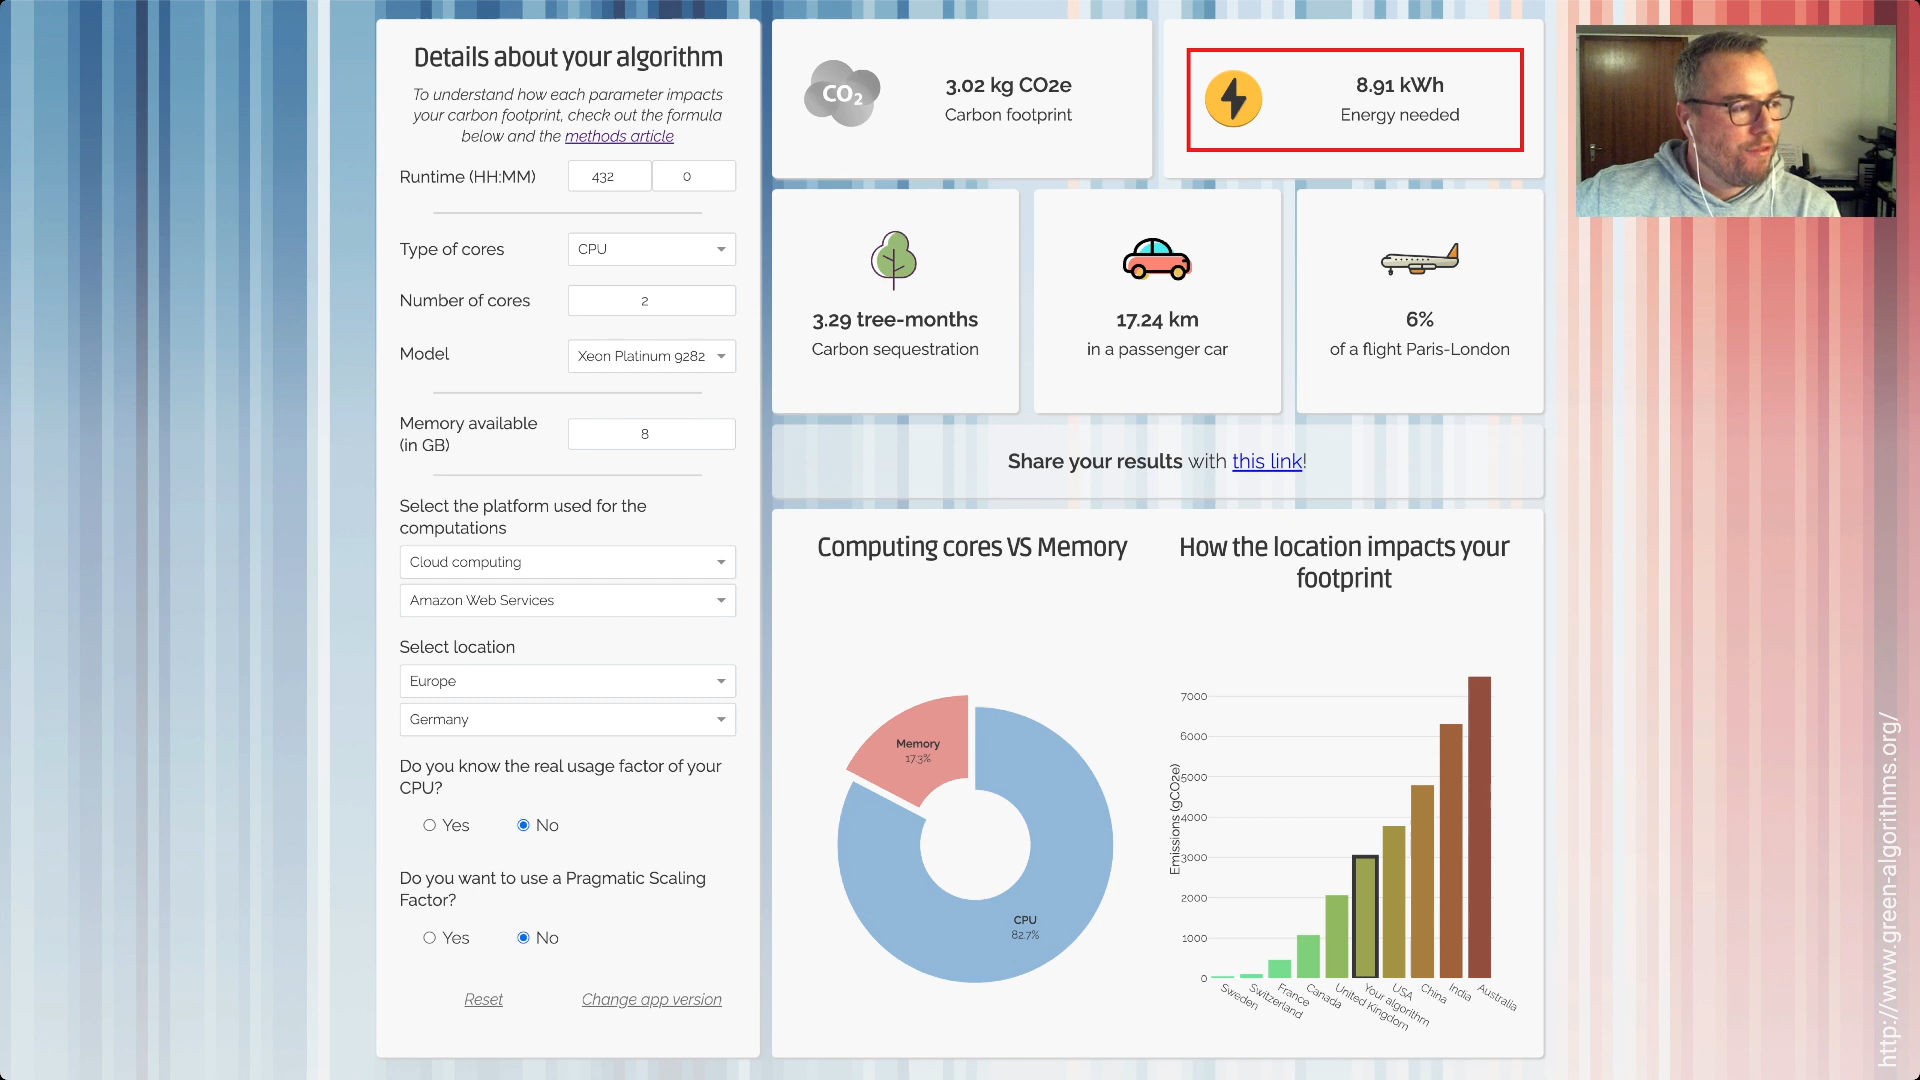 Details about your algorithm
To understand how each parameter impacts
your carbon footprint, check out the formula
below and the methods article
Runtime (HH:MM)
432
0
Type of cores
CPU
Number of cores
2
Model
Xeon Platinum 9282
Memory available
(in GB)
8
Select the platform used for the
computations
Cloud computing
Amazon Web Services
Select location
Europe
Germany
Do you know the real usage factor of your
CPU?
Yes
No
Do you want to use a Pragmatic Scaling
Factor?
Yes
No
Reset
Change app version
CO2
3.02 kg CO2e
Carbon footprint
8.91 kWh
Energy needed
3.29 tree-months
Carbon sequestration
17.24 km
in a passenger car
6%
of a flight Paris-London
Share your results with this link!
Computing cores VS Memory
Memory
17.3%
CPU
82.7%
How the location impacts your
footprint
Emissions (gCO2e)
7000
6000
5000
4000
3000
2000
1000
0
Sweden
Switzerland
France
Canada
United Kingdom
Your algorithm
USA
China
India
Australia
http://www.green-algorithms.org/